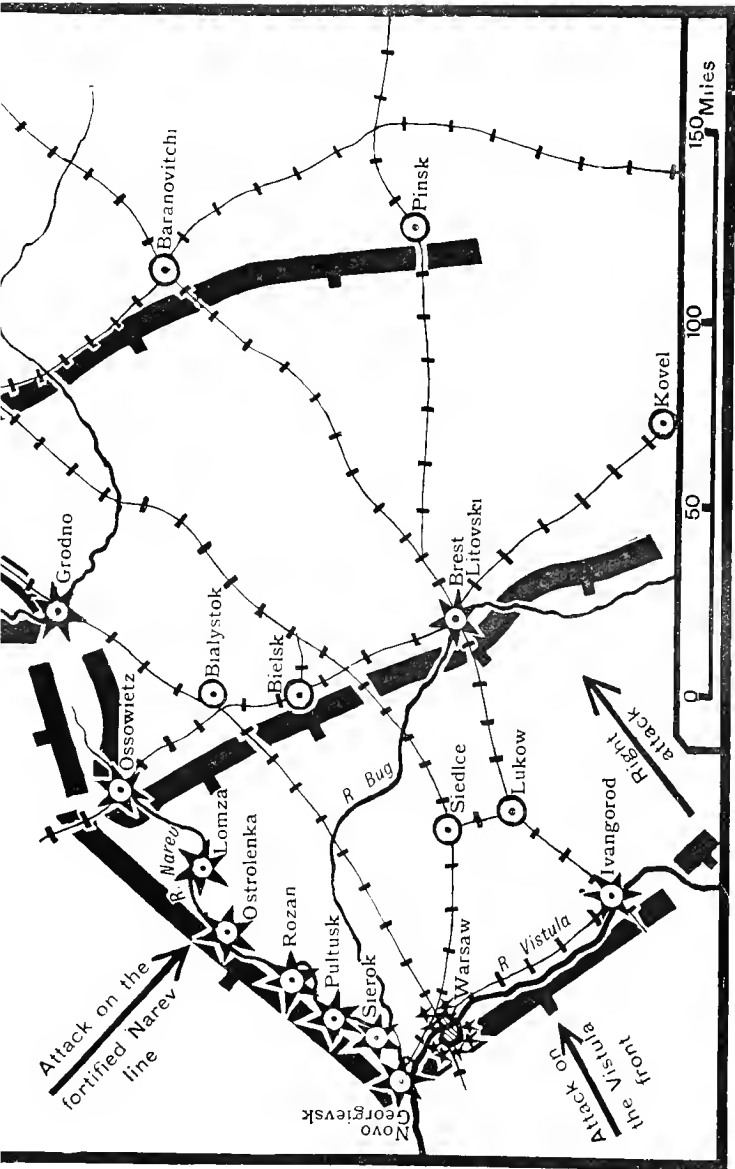 Baranovitchi
Pinsk
Kovel
Grodno
Bialystok
Bielsk
Brest
Litovski
Ossowietz
Lomza
R. Narev
Ostrolenka
Rozan
Pultusk
Sierok
Novo
Georgievsk
Warsaw
R Bug
Siedlce
Lukow
Ivangorod
R Vistula
Attack on the
fortified Narev
line
Attack on
the Vistula
front
Right
attack
0 50 100 150 Miles